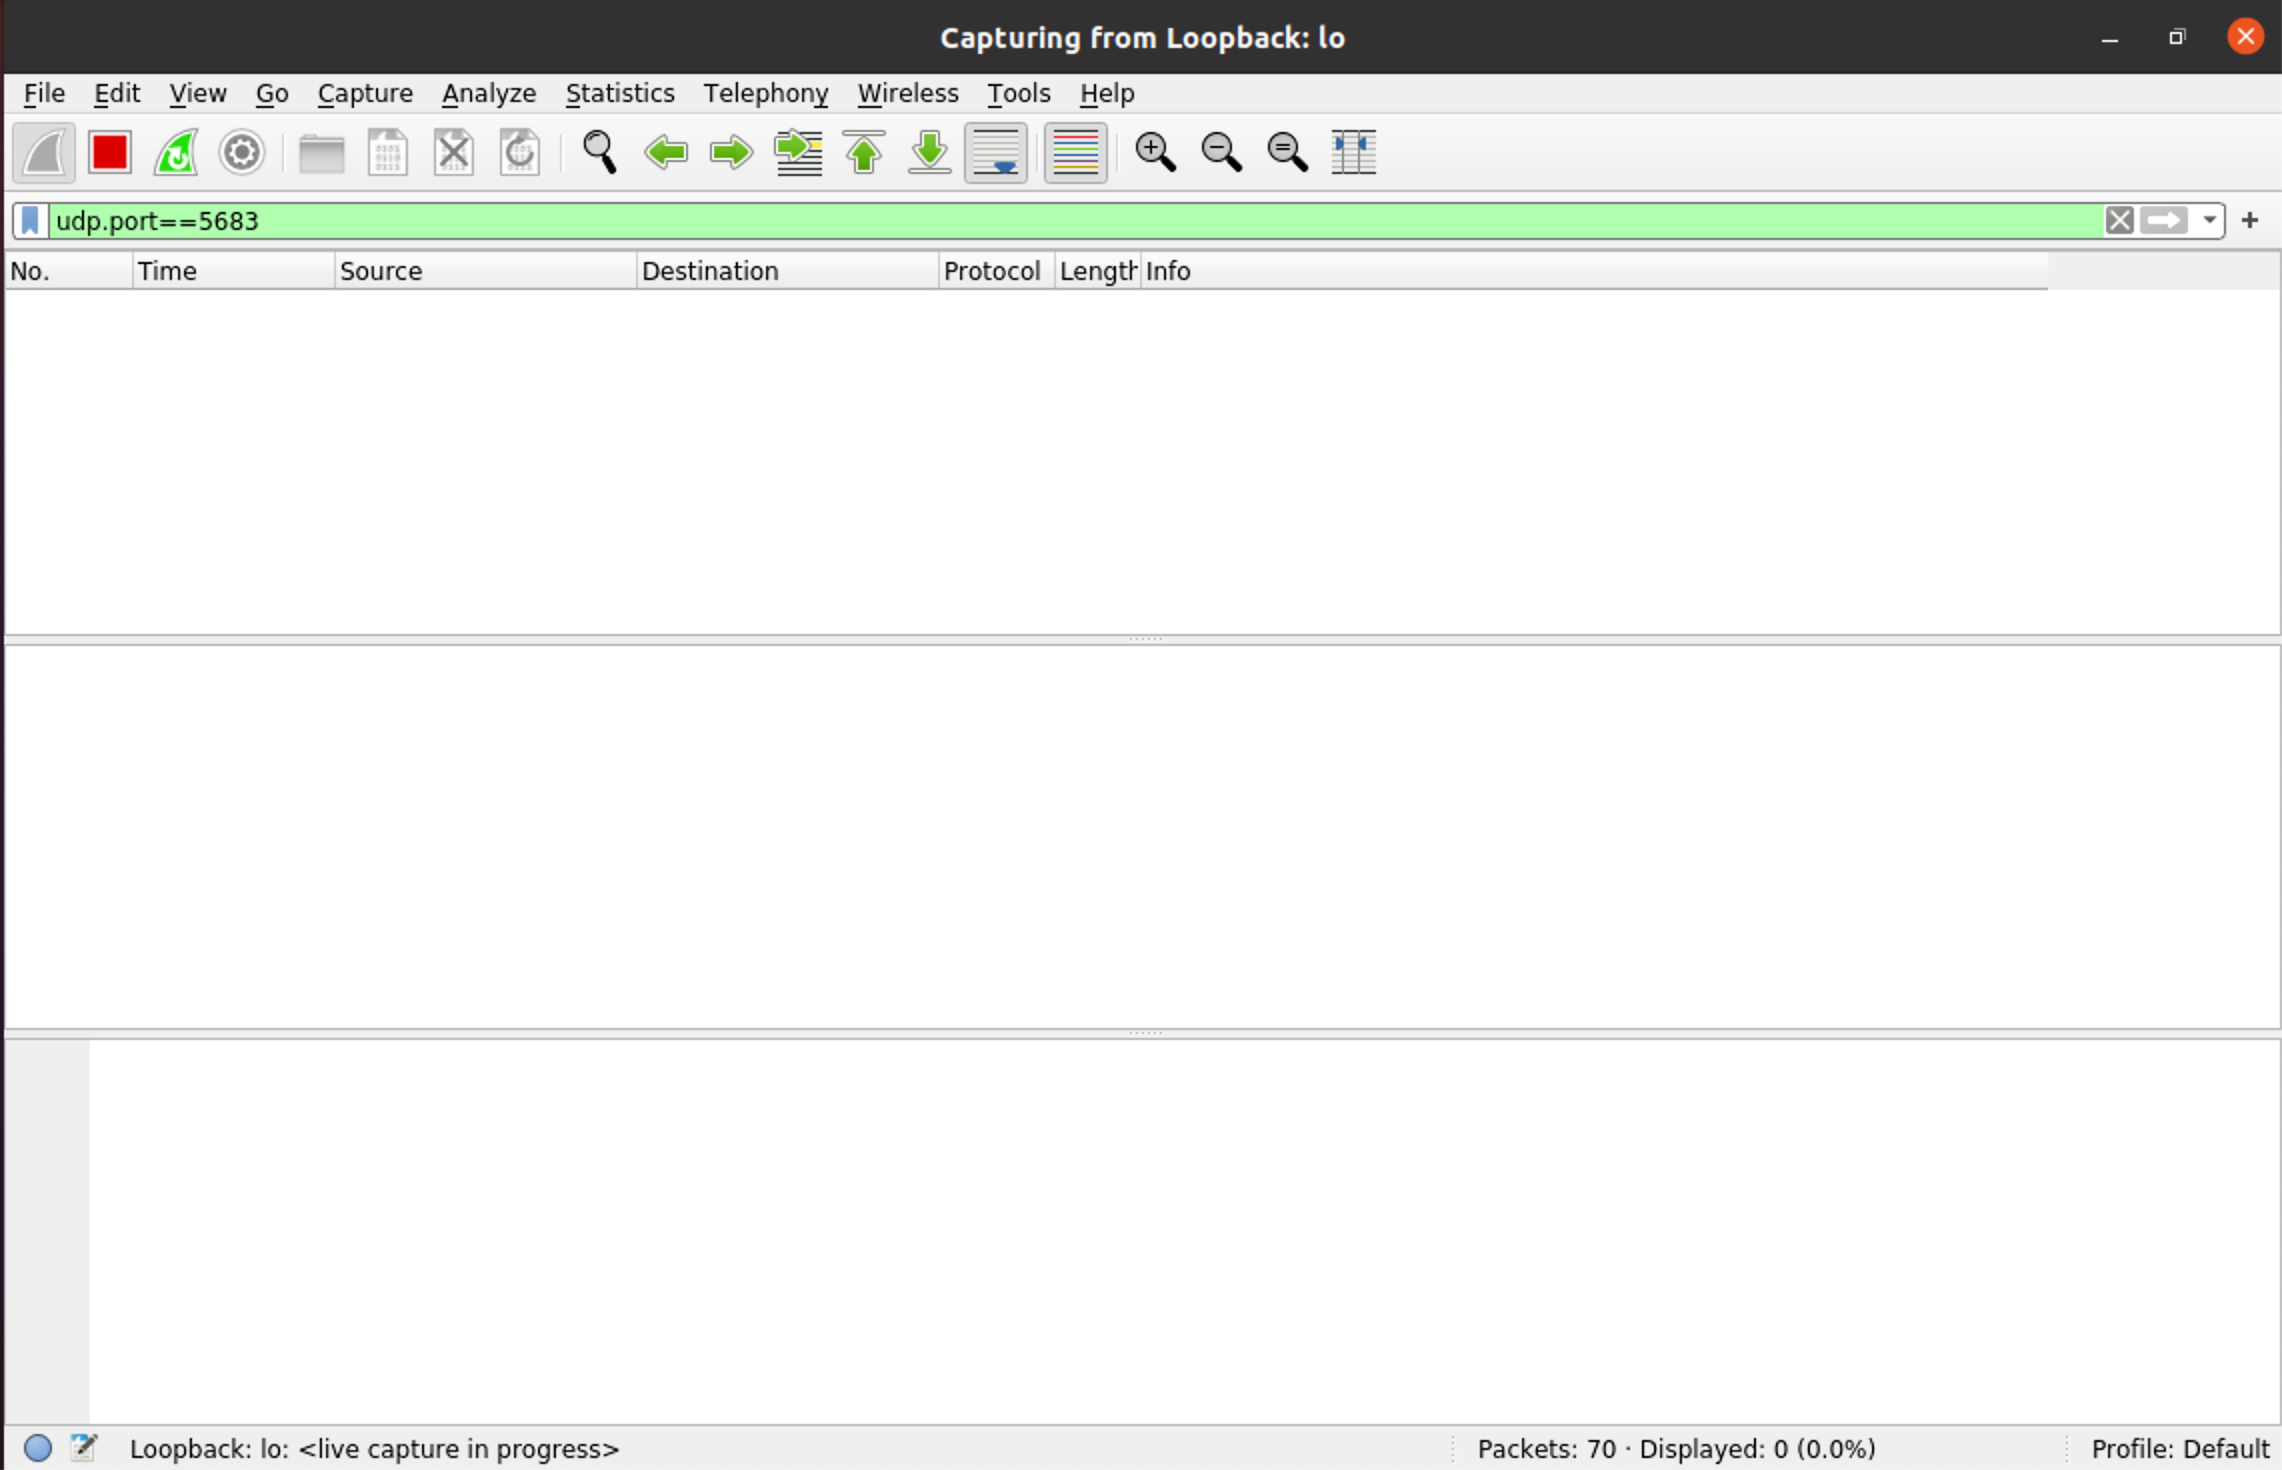 Capturing from Loopback: lo
File Edit View Go Capture Analyze Statistics Telephony Wireless Tools Help
udp.port==5683
No. Time Source Destination Protocol Length Info
Loopback: lo: <live capture in progress> Packets: 70 · Displayed: 0 (0.0%) Profile: Default